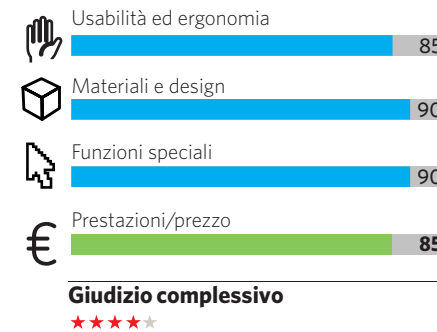 Usabilità ed ergonomia
85
Materiali e design
90
Funzioni speciali
90
€ Prestazioni/prezzo
85
Giudizio complessivo